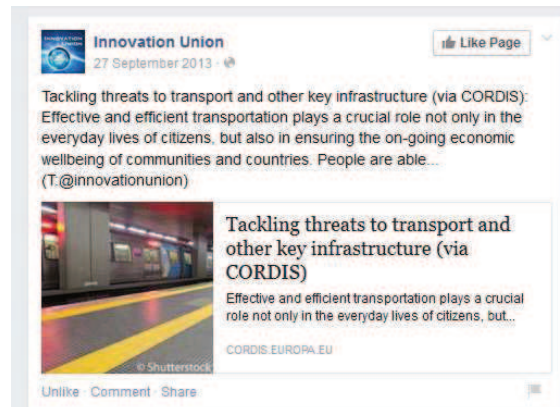 Innovation Union
Like Page
27 September 2013
Tackling threats to transport and other key infrastructure (via CORDIS):
Effective and efficient transportation plays a crucial role not only in the
everyday lives of citizens, but also in ensuring the on-going economic
wellbeing of communities and countries. People are able...
(T:@innovationunion)
Tackling threats to transport and
other key infrastructure (via
CORDIS)
Effective and efficient transportation plays a crucial
role not only in the everyday lives of citizens, but...
CORDIS.EUROPA.EU
© Shutterstock
Unlike · Comment · Share